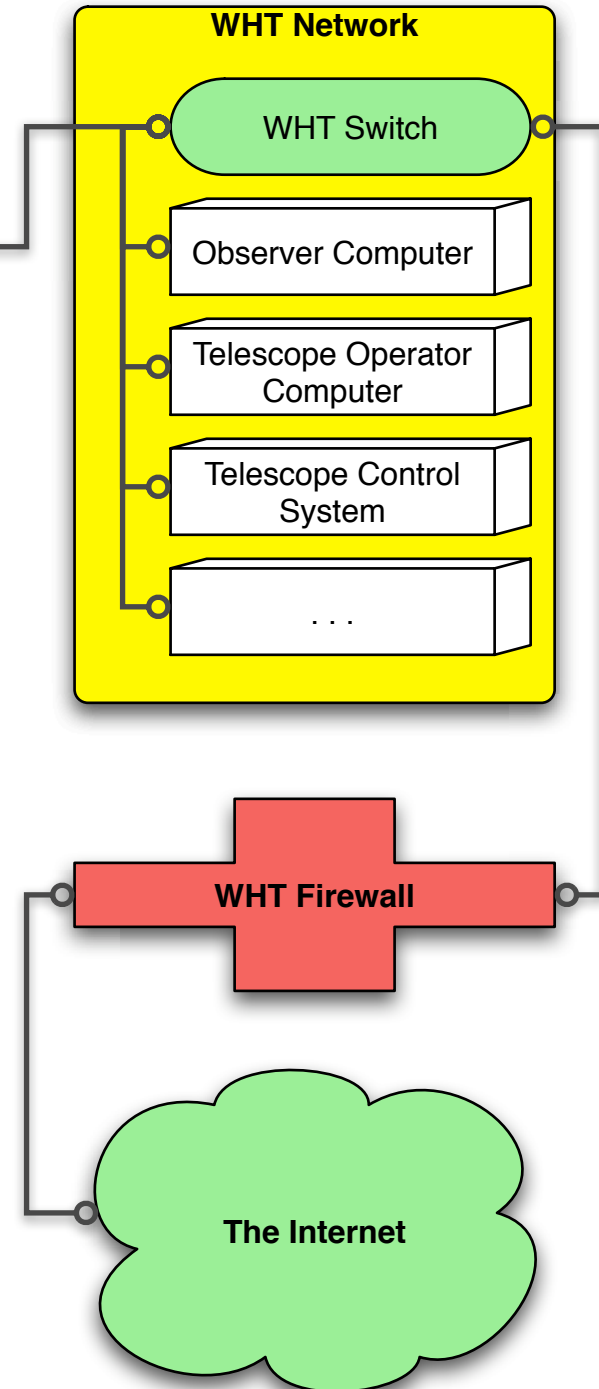 WHT Network
WHT Switch
Observer Computer
Telescope Operator
Computer
Telescope Control
System
. . .
WHT Firewall
The Internet